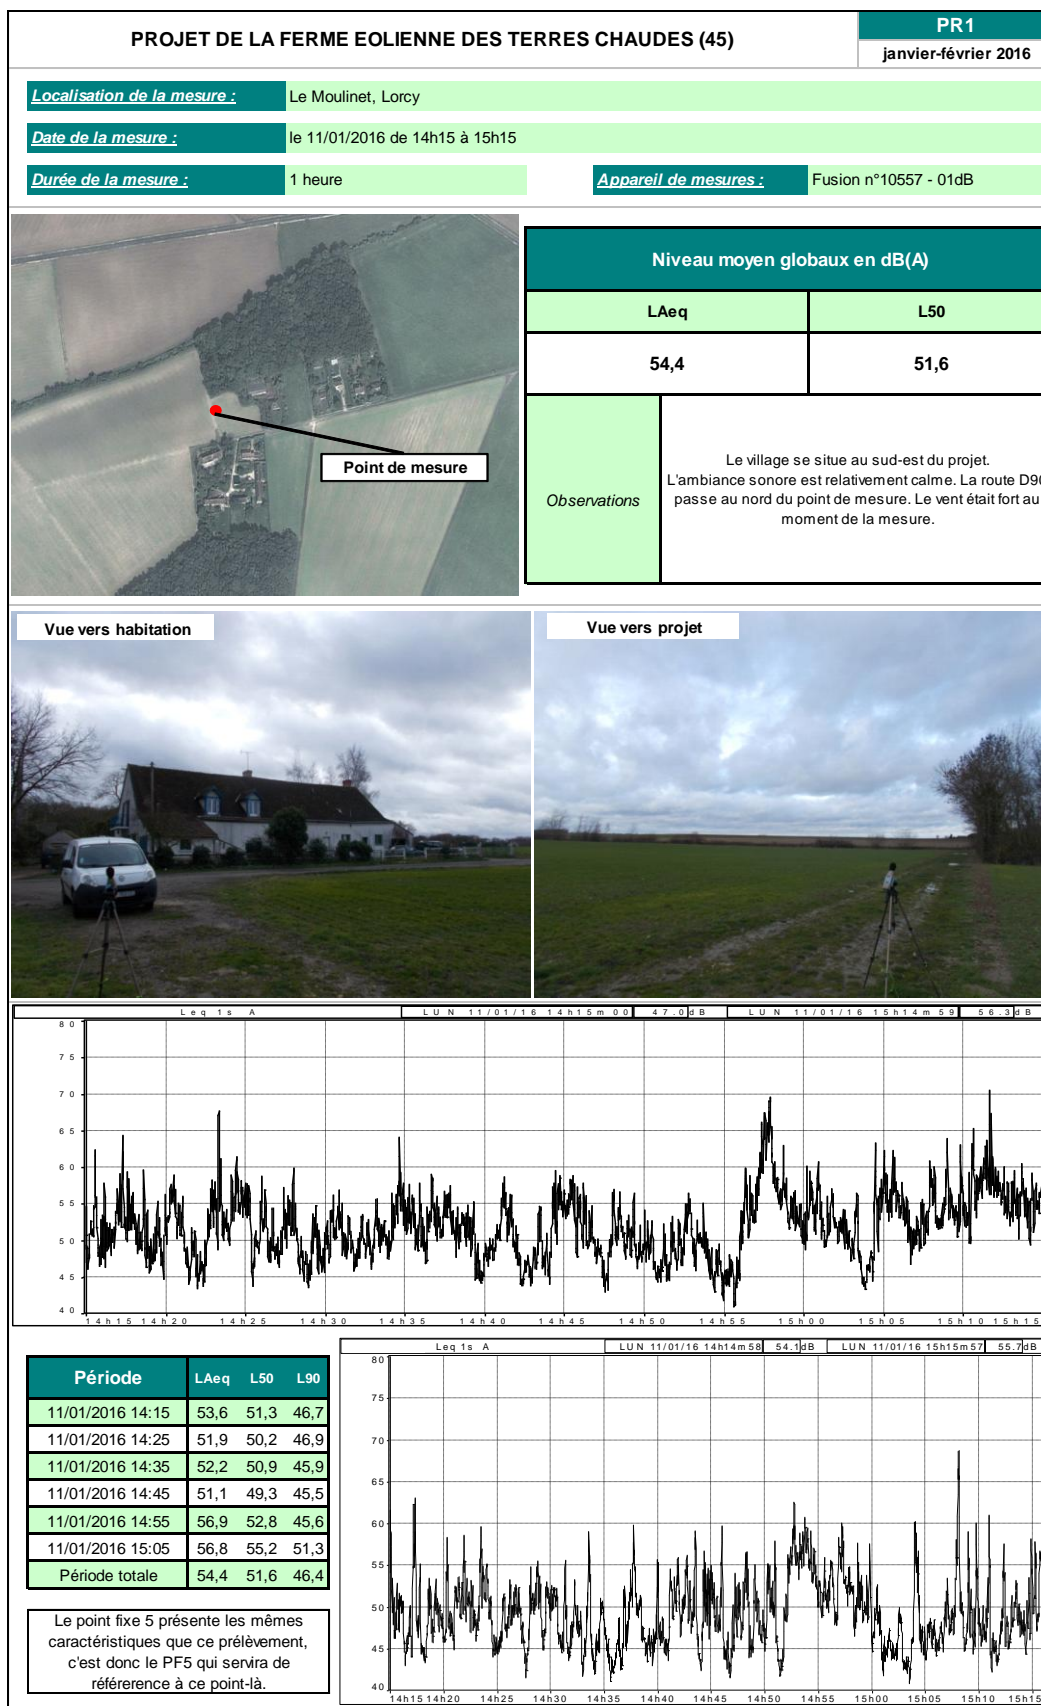 PROJET DE LA FERME EOLIENNE DES TERRES CHAUDES (45)
PR1
janvier-février 2016
Localisation de la mesure : Le Moulinet, Lorcy
Date de la mesure : le 11/01/2016 de 14h15 à 15h15
Durée de la mesure : 1 heure
Appareil de mesures : Fusion n°10557 - 01dB
Point de mesure
Niveau moyen globaux en dB(A)
LAeq L50
54,4 51,6
Observations
Le village se situe au sud-est du projet.
L'ambiance sonore est relativement calme. La route D9
passe au nord du point de mesure. Le vent était fort au
moment de la mesure.
Vue vers habitation
Vue vers projet
Leq 1s A LUN 11/01/16 14h15m00 47.0dB LUN 11/01/16 15h14m59 56.3dB
80
75
70
65
60
55
50
45
40
14h15 14h20 14h25 14h30 14h35 14h40 14h45 14h50 14h55 15h00 15h05 15h10 15h15
Période LAeq L50 L90
11/01/2016 14:15 53,6 51,3 46,7
11/01/2016 14:25 51,9 50,2 46,9
11/01/2016 14:35 52,2 50,9 45,9
11/01/2016 14:45 51,1 49,3 45,5
11/01/2016 14:55 56,9 52,8 45,6
11/01/2016 15:05 56,8 55,2 51,3
Période totale 54,4 51,6 46,4
Le point fixe 5 présente les mêmes
caractéristiques que ce prélèvement,
c'est donc le PF5 qui servira de
référerence à ce point-là.
Leq 1s A LUN 11/01/16 14h14m58 54.1dB LUN 11/01/16 15h15m57 55.7dB
80
75
70
65
60
55
50
45
40
14h15 14h20 14h25 14h30 14h35 14h40 14h45 14h50 14h55 15h00 15h05 15h10 15h15